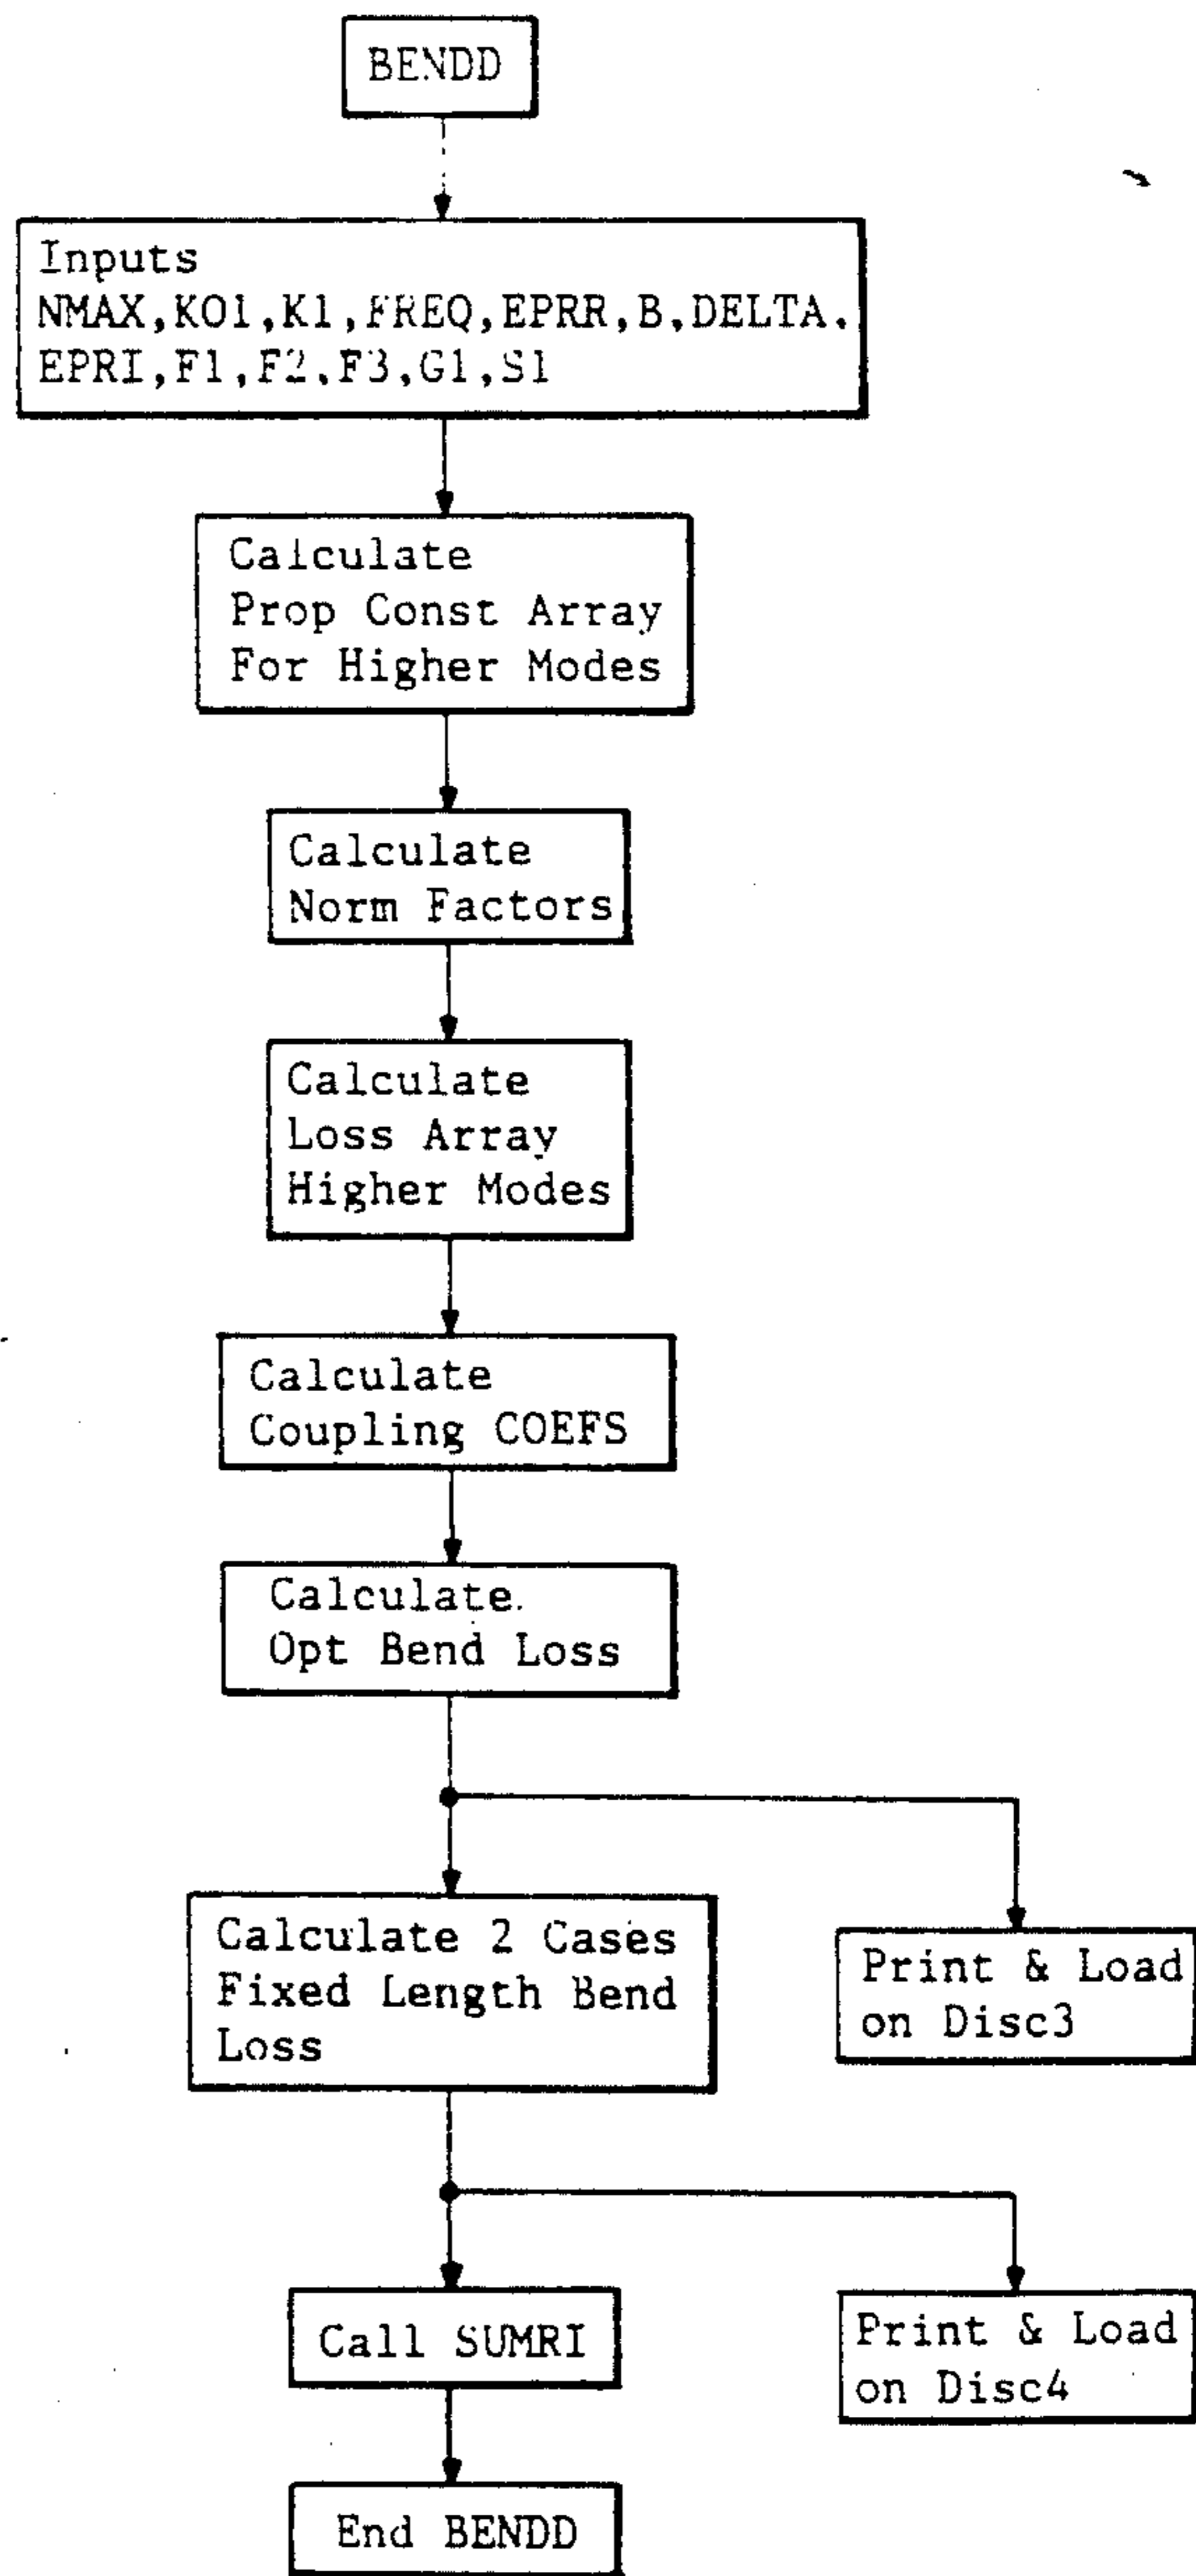 BENDD
Inputs
NMAX,KO1,K1,FREQ,EPRR,B,DELTA.
EPRI,F1,F2,F3,G1,S1
Calculate
Prop Const Array
For Higher Modes
Calculate
Norm Factors
Calculate
Loss Array
Higher Modes
Calculate
Coupling COEFS
Calculate
Opt Bend Loss
Calculate 2 Cases
Fixed Length Bend
Loss
Print & Load
on Disc3
Call SUMRI
Print & Load
on Disc4
End BENDD